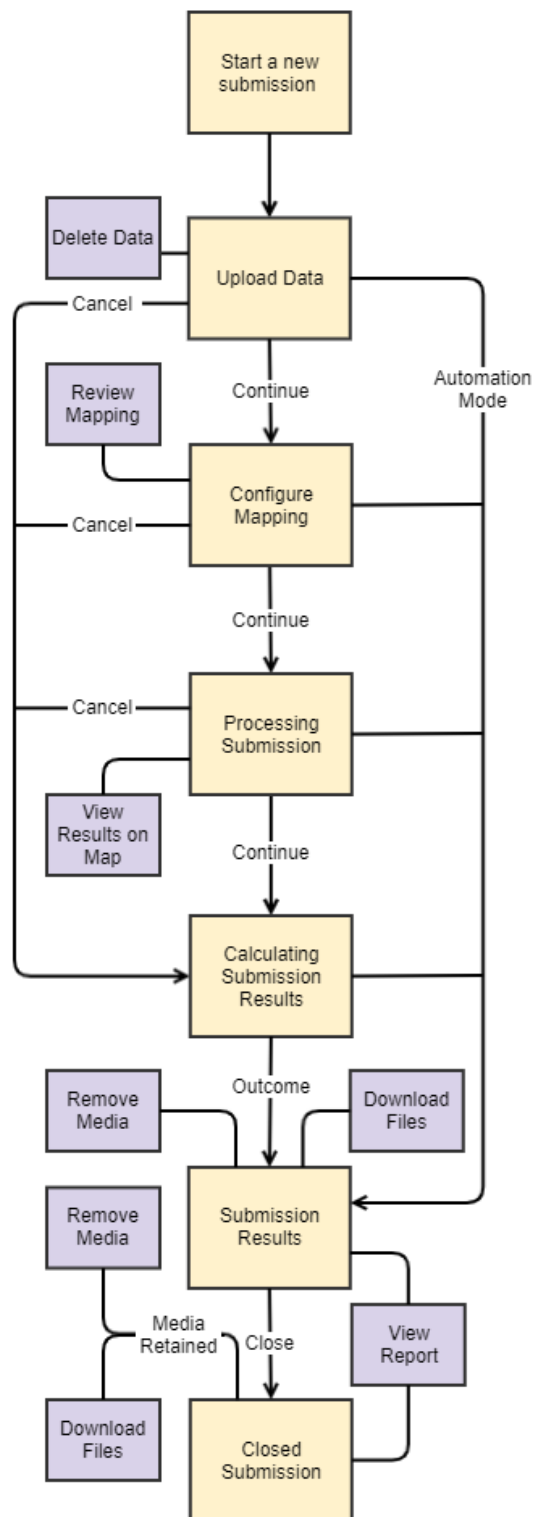 Start a new
submission
Delete Data
Upload Data
Cancel
Continue
Automation
Mode
Review
Mapping
Configure
Mapping
Cancel
Continue
Cancel
Processing
Submission
View
Results on
Map
Continue
Calculating
Submission
Results
Outcome
Remove
Media
Download
Files
Submission
Results
Remove
Media
Media
Retained
Close
View
Report
Download
Files
Closed
Submission